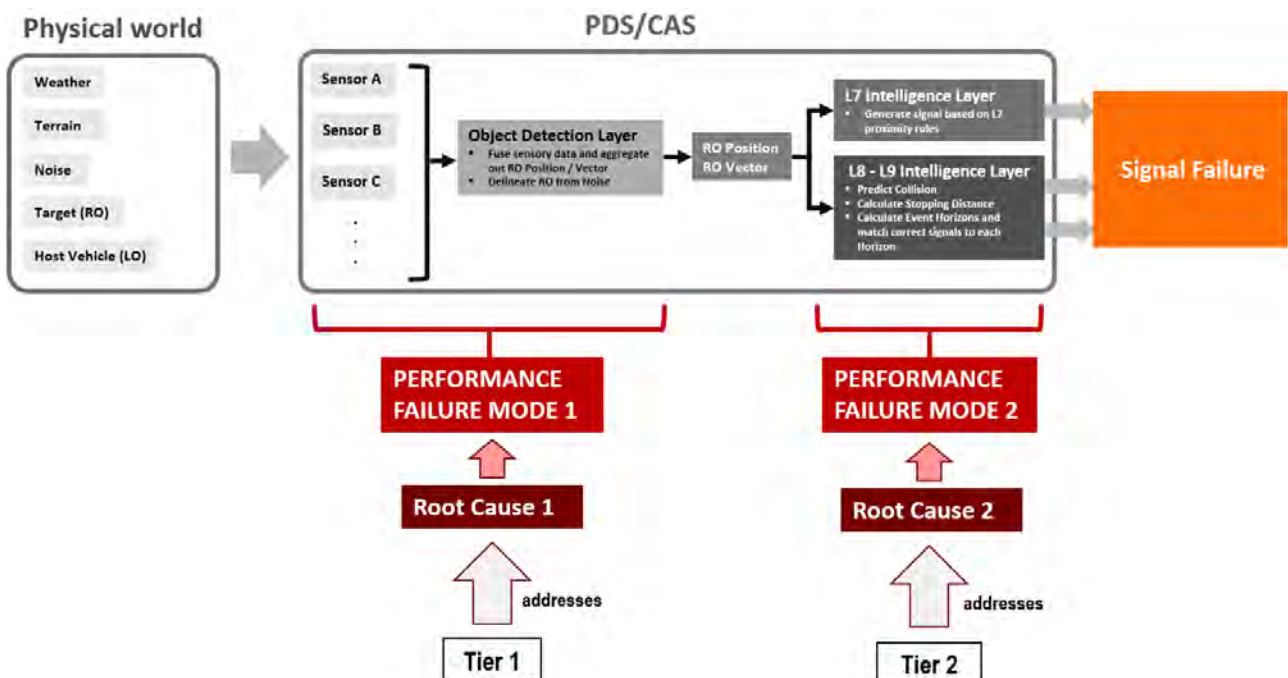 Physical world
Weather
Terrain
Noise
Target (RO)
Host Vehicle (LO)
PDS/CAS
Sensor A
Sensor B
Sensor C
.
.
.
Object Detection Layer
• Fuse sensory data and aggregate
out RO Position / Vector
• Delineate RO from Noise
RO Position
RO Vector
L7 Intelligence Layer
• Generate signal based on L7
proximity rules
L8 - L9 Intelligence Layer
• Predict Collision
• Calculate Stopping Distance
• Calculate Event Horizons and
match correct signals to each
Horizon
Signal Failure
PERFORMANCE
FAILURE MODE 1
Root Cause 1
addresses
Tier 1
PERFORMANCE
FAILURE MODE 2
Root Cause 2
addresses
Tier 2